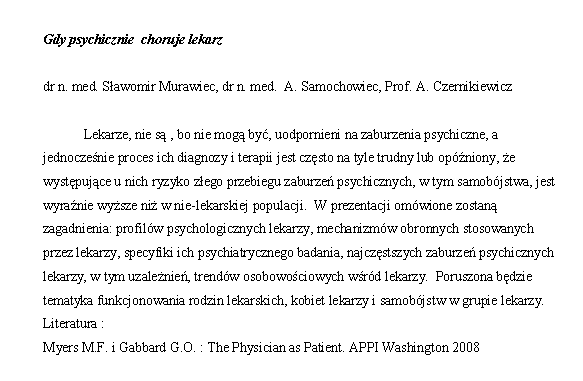 Gdy psychicznie choruje lekarz
dr n. med. Sławomir Murawiec, dr n. med. A. Samochowiec, Prof. A. Czernikiewicz
Lekarze, nie są , bo nie mogą być, uodpornieni na zaburzenia psychiczne, a
jednocześnie proces ich diagnozy i terapii jest często na tyle trudny lub opóźniony, że
występujące u nich ryzyko złego przebiegu zaburzeń psychicznych, w tym samobójstwa, jest
wyraźnie wyższe niż w nie-lekarskiej populacji. W prezentacji omówione zostaną
zagadnienia: profilów psychologicznych lekarzy, mechanizmów obronnych stosowanych
przez lekarzy, specyfiki ich psychiatrycznego badania, najczęstszych zaburzeń psychicznych
lekarzy, w tym uzależnień, trendów osobowościowych wśród lekarzy. Poruszona będzie
tematyka funkcjonowania rodzin lekarskich, kobiet lekarzy i samobójstw w grupie lekarzy.
Literatura :
Myers M.F. i Gabbard G.O. : The Physician as Patient. APPI Washington 2008